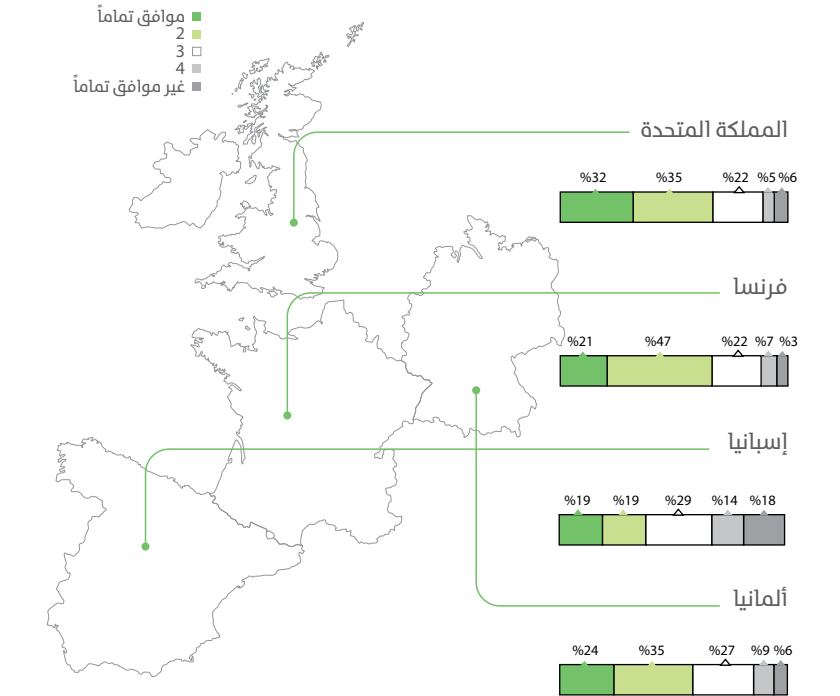 موافق تماماً
2
3
4
غير موافق تماماً
المملكة المتحدة
%32 %35 %22 %5 %6
فرنسا
%21 %47 %22 %7 %3
إسبانيا
%19 %19 %29 %14 %18
ألمانيا
%24 %35 %27 %9 %6